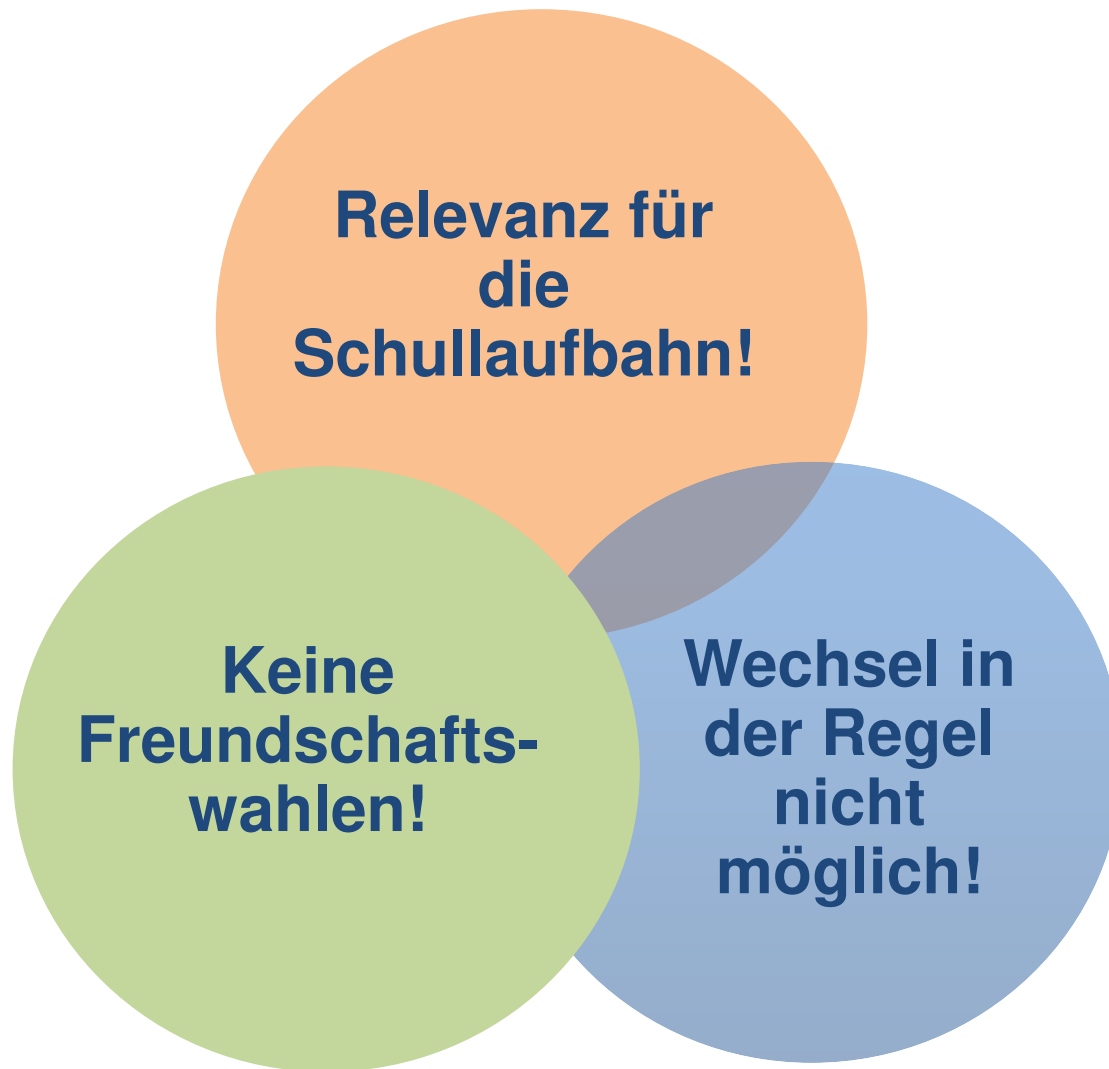 Relevanz für
die
Schullaufbahn!
Keine
Freundschafts-
wahlen!
Wechsel in
der Regel
nicht
möglich!